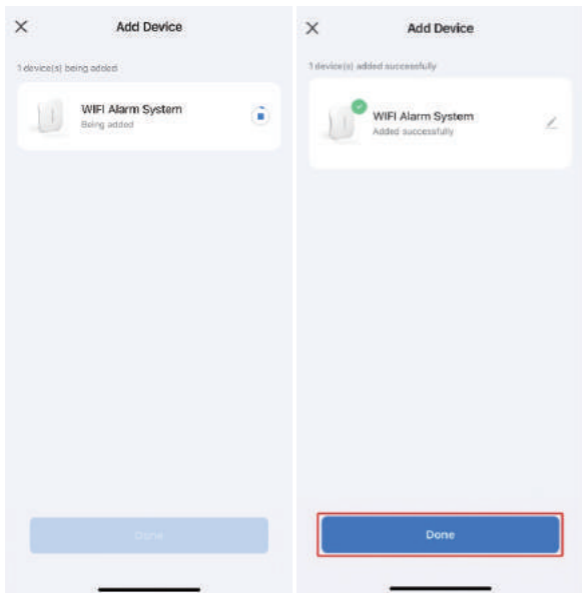 Add Device
1 device(s) being added
WIFI Alarm System
Being added
Done
Add Device
1 device(s) added successfully
WIFI Alarm System
Added successfully
Done